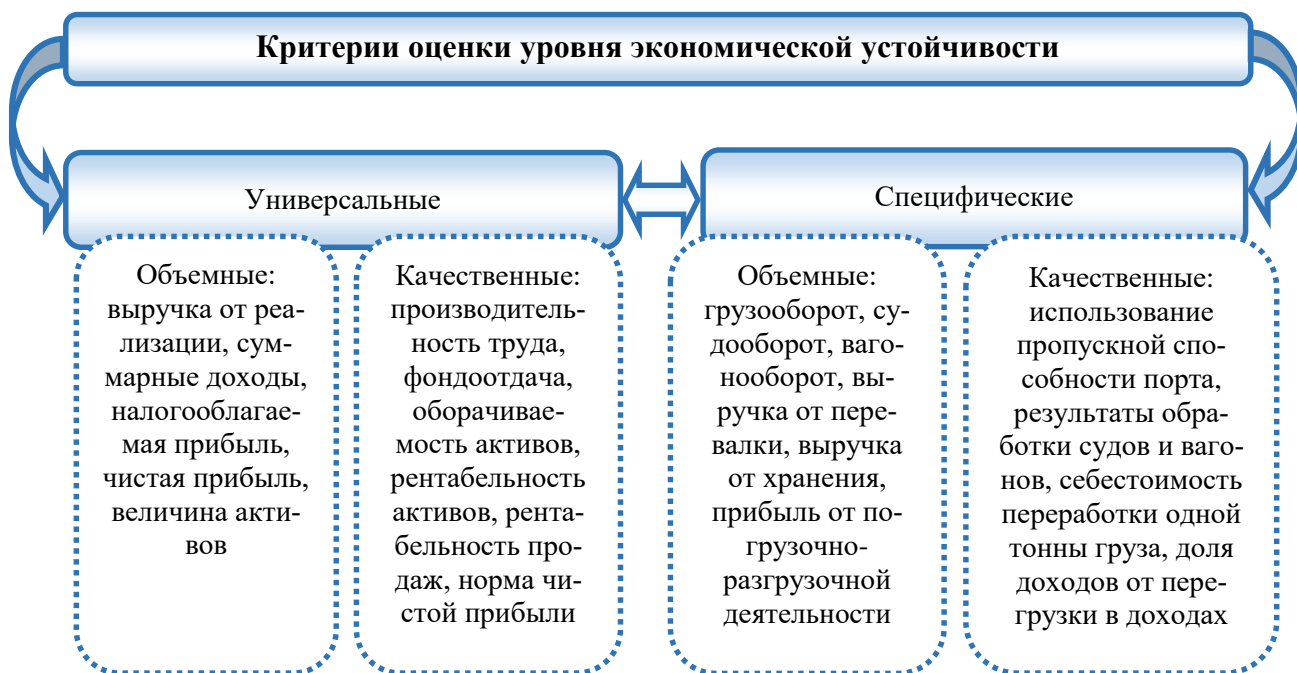 Критерии оценки уровня экономической устойчивости
Универсальные
Специфические
Объемные:
выручка от реа-
лизации, сум-
марные доходы,
налогооблагае-
мая прибыль,
чистая прибыль,
величина акти-
вов
Качественные:
производитель-
ность труда,
фондоотдача,
оборачивае-
мость активов,
рентабельность
активов, рента-
бельность про-
даж, норма чи-
стой прибыли
Объемные:
грузооборот, су-
дооборот, ваго-
нооборот, вы-
ручка от пере-
валки, выручка
от хранения,
прибыль от по-
грузочно-
разгрузочной
деятельности
Качественные:
использование
пропускной спо-
собности порта,
результаты обра-
ботки судов и ваго-
нов, себестоимость
переработки одной
тонны груза, доля
доходов от пере-
грузки в доходах